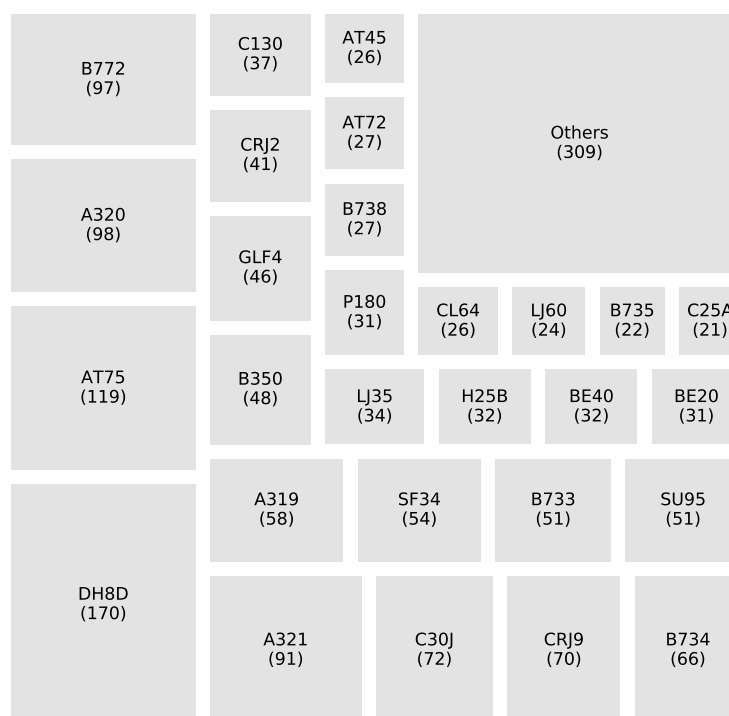 B772
(97)
A320
(98)
AT75
(119)
DH8D
(170)
C130
(37)
CRJ2
(41)
GLF4
(46)
B350
(48)
AT45
(26)
AT72
(27)
B738
(27)
P180
(31)
Others
(309)
CL64
(26)
LJ60
(24)
B735
(22)
C25A
(21)
LJ35
(34)
H25B
(32)
BE40
(32)
BE20
(31)
A319
(58)
SF34
(54)
B733
(51)
SU95
(51)
A321
(91)
C30J
(72)
CRJ9
(70)
B734
(66)